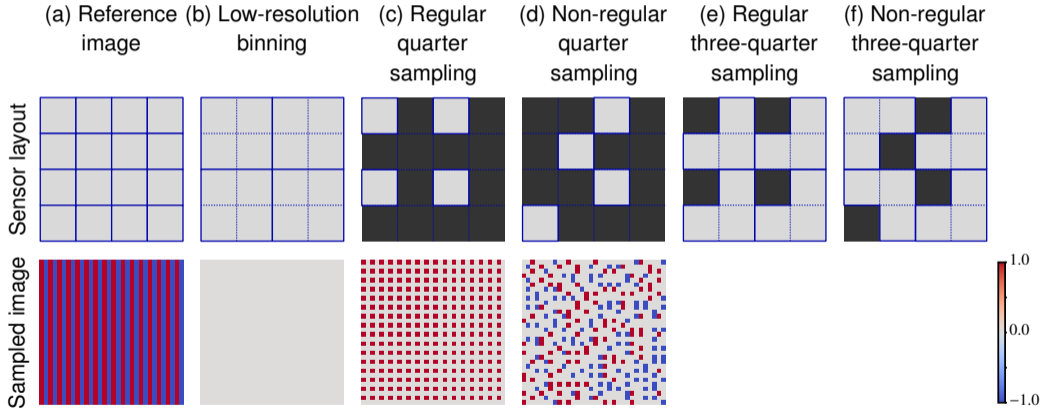 (a) Reference
image
(b) Low-resolution
binning
(c) Regular
quarter
sampling
(d) Non-regular
quarter
sampling
(e) Regular
three-quarter
sampling
(f) Non-regular
three-quarter
sampling
Sensor layout
Sampled image
1.0
0.0
−1.0